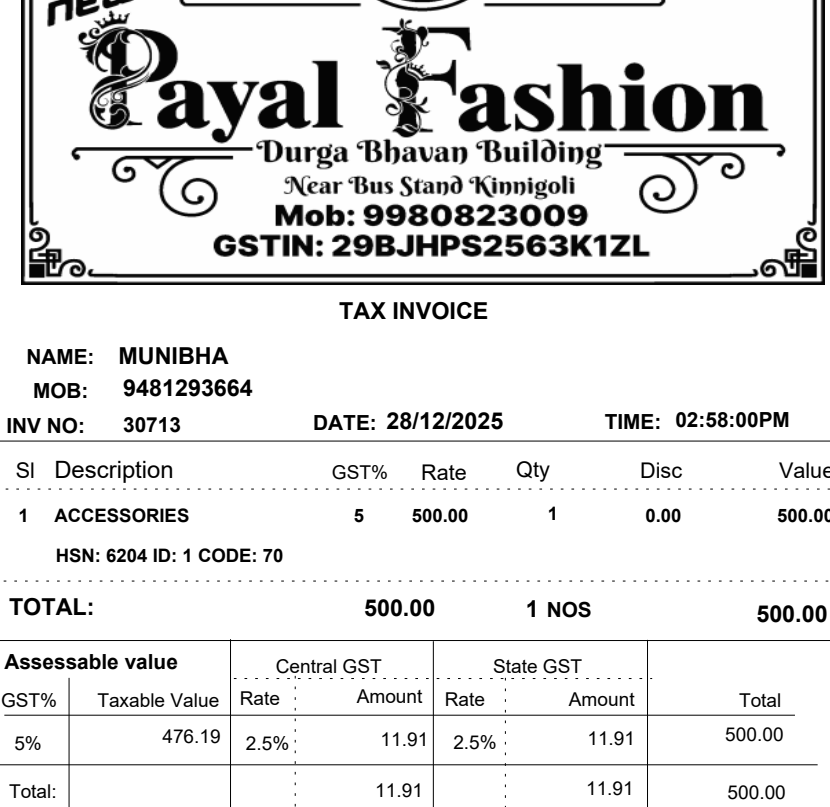 new
Payal Fashion
Durga Bhavan Building
Near Bus Stand Kinnigoli
Mob: 9980823009
GSTIN: 29BJHPS2563K1ZL
TAX INVOICE
NAME: MUNIBHA
MOB: 9481293664
INV NO: 30713 DATE: 28/12/2025 TIME: 02:58:00PM
Sl Description GST% Rate Qty Disc Value
1 ACCESSORIES 5 500.00 1 0.00 500.00
HSN: 6204 ID: 1 CODE: 70
TOTAL: 500.00 1 NOS 500.00
Assessable value Central GST State GST
GST% Taxable Value Rate Amount Rate Amount Total
5% 476.19 2.5% 11.91 2.5% 11.91 500.00
Total: 11.91 11.91 500.00